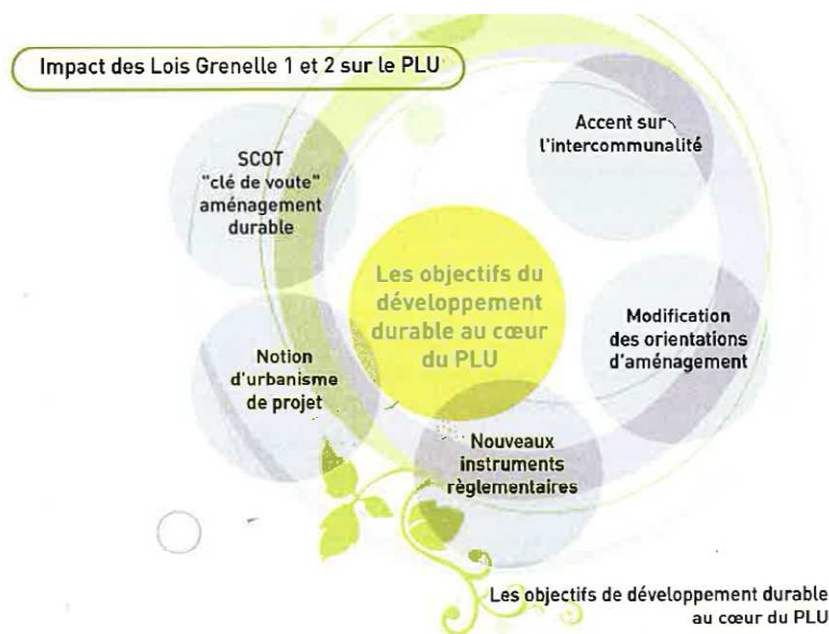 Impact des Lois Grenelle 1 et 2 sur le PLU
SCOT
"clé de voute"
aménagement
durable
Accent sur
l'intercommunalité
Les objectifs du
développement
durable au cœur
du PLU
Modification
des orientations
d'aménagement
Notion
d'urbanisme
de projet
Nouveaux
instruments
règlementaires
Les objectifs de développement durable
au cœur du PLU